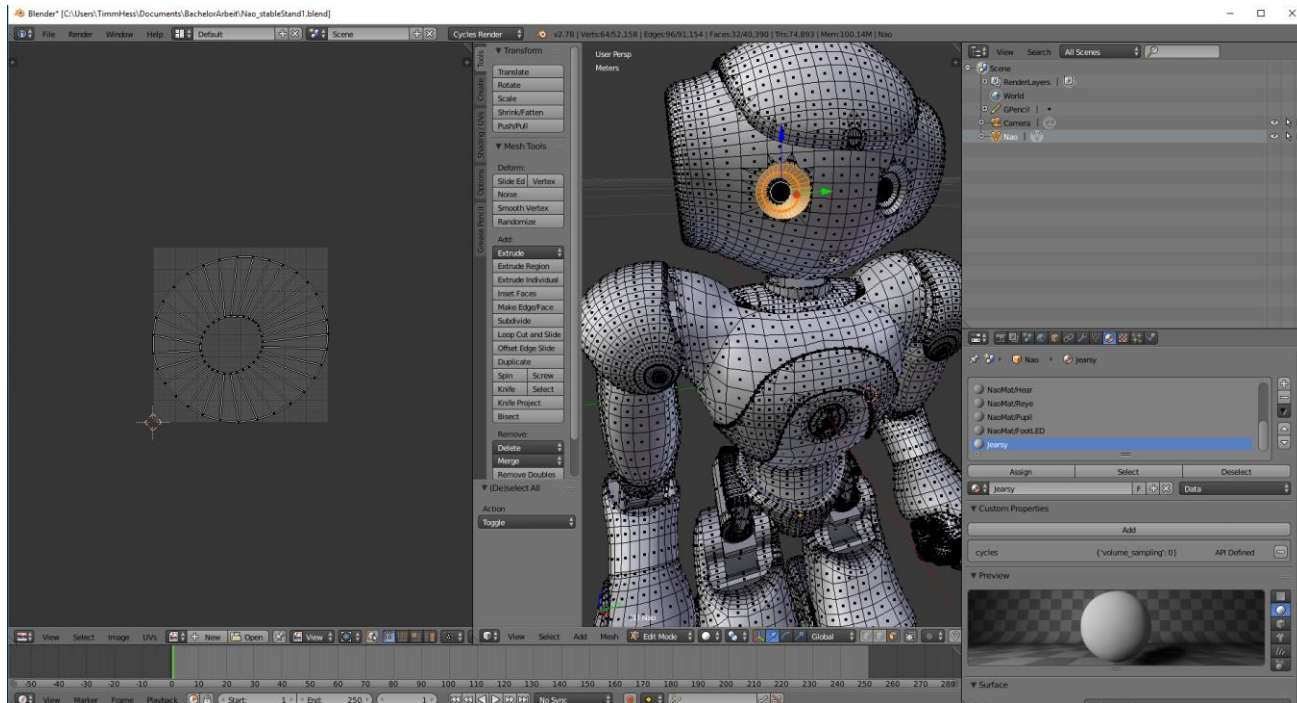 Blender* [C:\Users\TimmHess\Documents\BachelorArbeit\Nao_stableStand1.blend]
File Render Window Help Default Scene Cycles Render v2.78 | Verts:64/52,158 | Edges:96/91,154 | Faces:32/40,390 | Tris:74,893 | Mem:100.14M | Nao
Tools
Create
Shading / UVs
Options
Grease Pencil
Transform
Translate
Rotate
Scale
Shrink/Fatten
Push/Pull
Mesh Tools
Deform:
Slide Ed Vertex
Noise
Smooth Vertex
Randomize
Add:
Extrude
Extrude Region
Extrude Individual
Inset Faces
Make Edge/Face
Subdivide
Loop Cut and Slide
Offset Edge Slide
Duplicate
Spin Screw
Knife Select
Knife Project
Bisect
Remove:
Delete
Merge
Remove Doubles
(De)select All
Action
Toggle
User Persp
Meters
(1) Nao
View Search All Scenes
Scene
RenderLayers |
World
GPencil |
Camera |
Nao |
Nao jearsy
NaoMat/Hear
NaoMat/Reye
NaoMat/Pupil
NaoMat/FootLED
Jearsy
Assign Select Deselect
Jearsy F Data
Custom Properties
Add
cycles {'volume_sampling': 0} API Defined
Preview
Surface
View Select Image UVs New Open View
View Select Add Mesh Edit Mode Global
-50 -40 -30 -20 -10 0 10 20 30 40 50 60 70 80 90 100 110 120 130 140 150 160 170 180 190 200 210 220 230 240 250 260 270 280
View Marker Frame Playback Start: 1 End: 250 1 No Sync